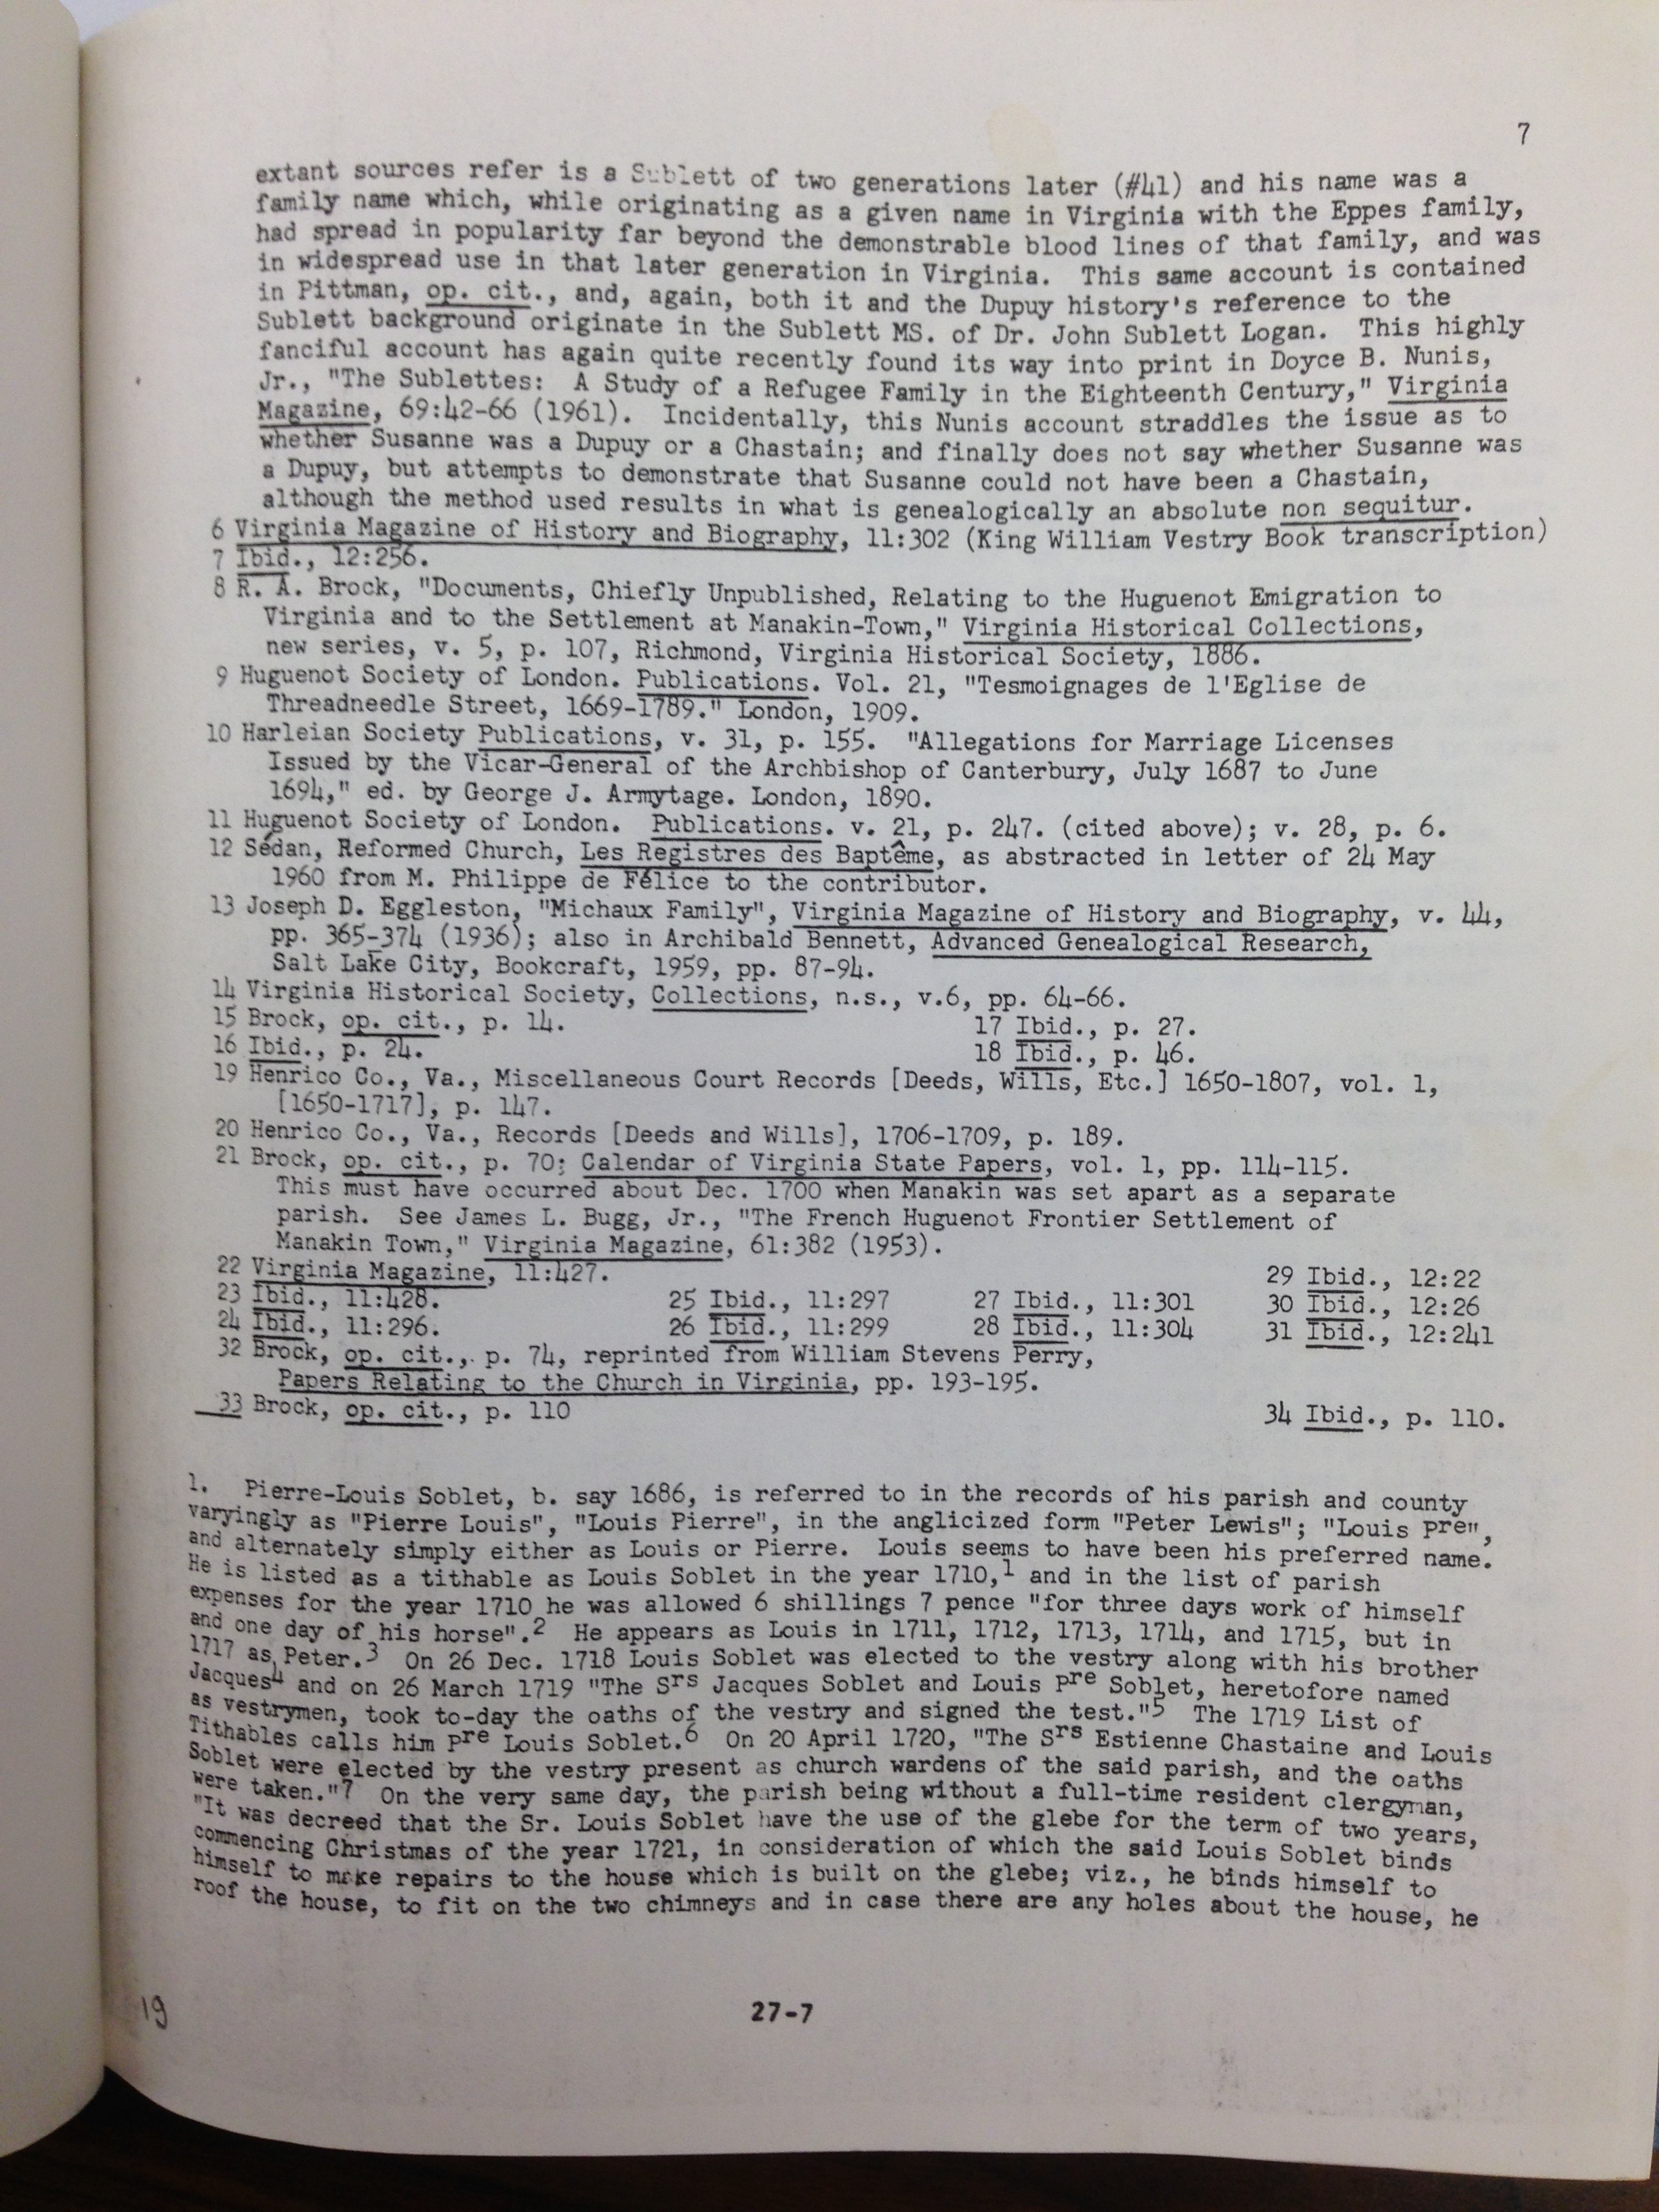 7
extant sources refer is a Sublett of two generations later (#41) and his name was a
family name which, while originating as a given name in Virginia with the Eppes family,
had spread in popularity far beyond the demonstrable blood lines of that family, and was
in widespread use in that later generation in Virginia. This same account is contained
in Pittman, op. cit., and, again, both it and the Dupuy history's reference to the
Sublett background originate in the Sublett MS. of Dr. John Sublett Logan. This highly
fanciful account has again quite recently found its way into print in Doyce B. Nunis,
Jr., "The Sublettes: A Study of a Refugee Family in the Eighteenth Century," Virginia
Magazine, 69:42-66 (1961). Incidentally, this Nunis account straddles the issue as to
whether Susanne was a Dupuy or a Chastain; and finally does not say whether Susanne was
a Dupuy, but attempts to demonstrate that Susanne could not have been a Chastain,
although the method used results in what is genealogically an absolute non sequitur.
6 Virginia Magazine of History and Biography, 11:302 (King William Vestry Book transcription)
7 Ibid., 12:256.
8 R. A. Brock, "Documents, Chiefly Unpublished, Relating to the Huguenot Emigration to
Virginia and to the Settlement at Manakin-Town," Virginia Historical Collections,
new series, v. 5, p. 107, Richmond, Virginia Historical Society, 1886.
9 Huguenot Society of London. Publications. Vol. 21, "Tesmoignages de l'Eglise de
Threadneedle Street, 1669-1789." London, 1909.
10 Harleian Society Publications, v. 31, p. 155. "Allegations for Marriage Licenses
Issued by the Vicar-General of the Archbishop of Canterbury, July 1687 to June
1694," ed. by George J. Armytage. London, 1890.
11 Huguenot Society of London. Publications. v. 21, p. 247. (cited above); v. 28, p. 6.
12 Sédan, Reformed Church, Les Registres des Baptême, as abstracted in letter of 24 May
1960 from M. Philippe de Félice to the contributor.
13 Joseph D. Eggleston, "Michaux Family", Virginia Magazine of History and Biography, v. 44,
pp. 365-374 (1936); also in Archibald Bennett, Advanced Genealogical Research,
Salt Lake City, Bookcraft, 1959, pp. 87-94.
14 Virginia Historical Society, Collections, n.s., v.6, pp. 64-66.
15 Brock, op. cit., p. 14. 17 Ibid., p. 27.
16 Ibid., p. 24. 18 Ibid., p. 46.
19 Henrico Co., Va., Miscellaneous Court Records [Deeds, Wills, Etc.] 1650-1807, vol. 1,
[1650-1717], p. 147.
20 Henrico Co., Va., Records [Deeds and Wills], 1706-1709, p. 189.
21 Brock, op. cit., p. 70; Calendar of Virginia State Papers, vol. 1, pp. 114-115.
This must have occurred about Dec. 1700 when Manakin was set apart as a separate
parish. See James L. Bugg, Jr., "The French Huguenot Frontier Settlement of
Manakin Town," Virginia Magazine, 61:382 (1953).
22 Virginia Magazine, 11:427. 29 Ibid., 12:22
23 Ibid., 11:428. 25 Ibid., 11:297 27 Ibid., 11:301 30 Ibid., 12:26
24 Ibid., 11:296. 26 Ibid., 11:299 28 Ibid., 11:304 31 Ibid., 12:241
32 Brock, op. cit., p. 74, reprinted from William Stevens Perry,
Papers Relating to the Church in Virginia, pp. 193-195.
33 Brock, op. cit., p. 110 34 Ibid., p. 110.
1. Pierre-Louis Soblet, b. say 1686, is referred to in the records of his parish and county
varyingly as "Pierre Louis", "Louis Pierre", in the anglicized form "Peter Lewis"; "Louis Pre",
and alternately simply either as Louis or Pierre. Louis seems to have been his preferred name.
He is listed as a tithable as Louis Soblet in the year 1710,1 and in the list of parish
expenses for the year 1710 he was allowed 6 shillings 7 pence "for three days work of himself
and one day of his horse".2 He appears as Louis in 1711, 1712, 1713, 1714, and 1715, but in
1717 as Peter.3 On 26 Dec. 1718 Louis Soblet was elected to the vestry along with his brother
Jacques4 and on 26 March 1719 "The Srs Jacques Soblet and Louis Pre Soblet, heretofore named
as vestrymen, took to-day the oaths of the vestry and signed the test."5 The 1719 List of
Tithables calls him Pre Louis Soblet.6 On 20 April 1720, "The Srs Estienne Chastaine and Louis
Soblet were elected by the vestry present as church wardens of the said parish, and the oaths
were taken."7 On the very same day, the parish being without a full-time resident clergyman,
"It was decreed that the Sr. Louis Soblet have the use of the glebe for the term of two years,
commencing Christmas of the year 1721, in consideration of which the said Louis Soblet binds
himself to make repairs to the house which is built on the glebe; viz., he binds himself to
roof the house, to fit on the two chimneys and in case there are any holes about the house, he
27-7
19